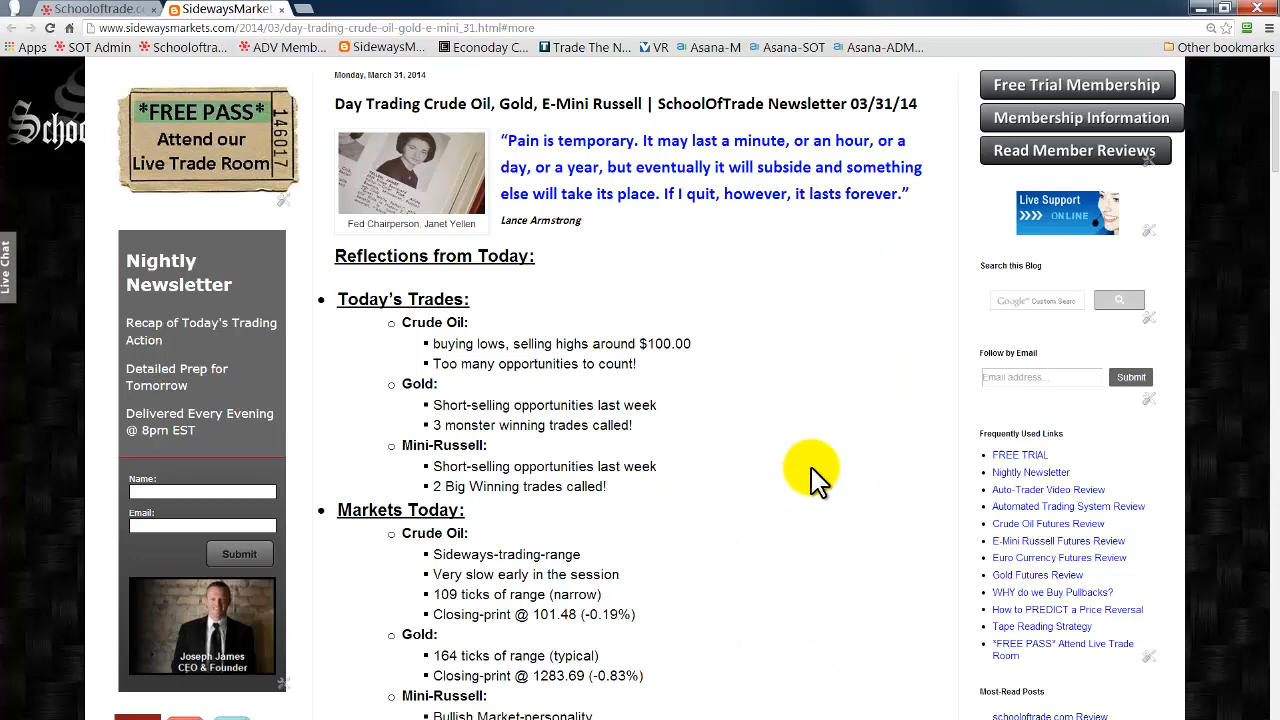 Schooloftrade.c
SidewaysMarket
www.sidewaysmarkets.com/2014/03/day-trading-crude-oil-gold-e-mini_31.html#more
Apps
SOT Admin
Schooloftra...
ADV Memb...
SidewaysM...
Econoday C...
Trade The N...
VR
Asana-M
Asana-SOT
Asana-ADM...
Other bookmarks
Scho
Live Chat
*FREE PASS*
Attend our
Live Trade Room
146017
Nightly
Newsletter
Recap of Today's Trading
Action
Detailed Prep for
Tomorrow
Delivered Every Evening
@ 8pm EST
Name:
Email:
Submit
Joseph James
CEO & Founder
Monday, March 31, 2014
Day Trading Crude Oil, Gold, E-Mini Russell | SchoolOfTrade Newsletter 03/31/14
Fed Chairperson, Janet Yellen
“Pain is temporary. It may last a minute, or an hour, or a
day, or a year, but eventually it will subside and something
else will take its place. If I quit, however, it lasts forever.”
Lance Armstrong
Reflections from Today:
Today’s Trades:
Crude Oil:
buying lows, selling highs around $100.00
Too many opportunities to count!
Gold:
Short-selling opportunities last week
3 monster winning trades called!
Mini-Russell:
Short-selling opportunities last week
2 Big Winning trades called!
Markets Today:
Crude Oil:
Sideways-trading-range
Very slow early in the session
109 ticks of range (narrow)
Closing-print @ 101.48 (-0.19%)
Gold:
164 ticks of range (typical)
Closing-print @ 1283.69 (-0.83%)
Mini-Russell:
Bullish Market-personality
Free Trial Membership
Membership Information
Read Member Reviews
Live Support
ONLINE
Search this Blog
Google™ Custom Searc
Follow by Email
Email address...
Submit
Frequently Used Links
FREE TRIAL
Nightly Newsletter
Auto-Trader Video Review
Automated Trading System Review
Crude Oil Futures Review
E-Mini Russell Futures Review
Euro Currency Futures Review
Gold Futures Review
WHY do we Buy Pullbacks?
How to PREDICT a Price Reversal
Tape Reading Strategy
*FREE PASS* Attend Live Trade
Room
Most-Read Posts
schooloftrade.com Review